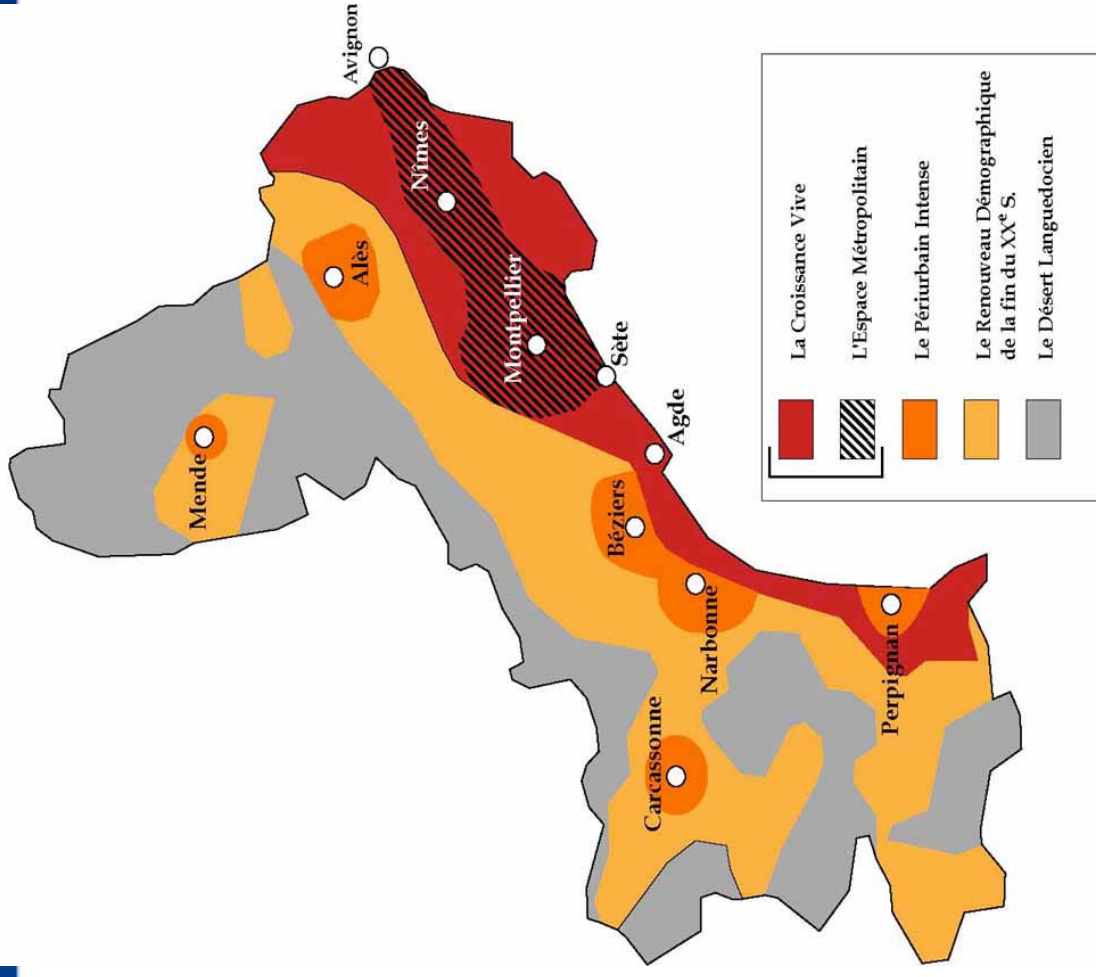 Avignon
Nîmes
Alès
Montpellier
Mende
Sète
Agde
Béziers
Narbonne
Carcassonne
Perpignan
La Croissance Vive
L'Espace Métropolitain
Le Périurbain Intense
Le Renouveau Démographique
de la fin du XXe S.
Le Désert Languedocien